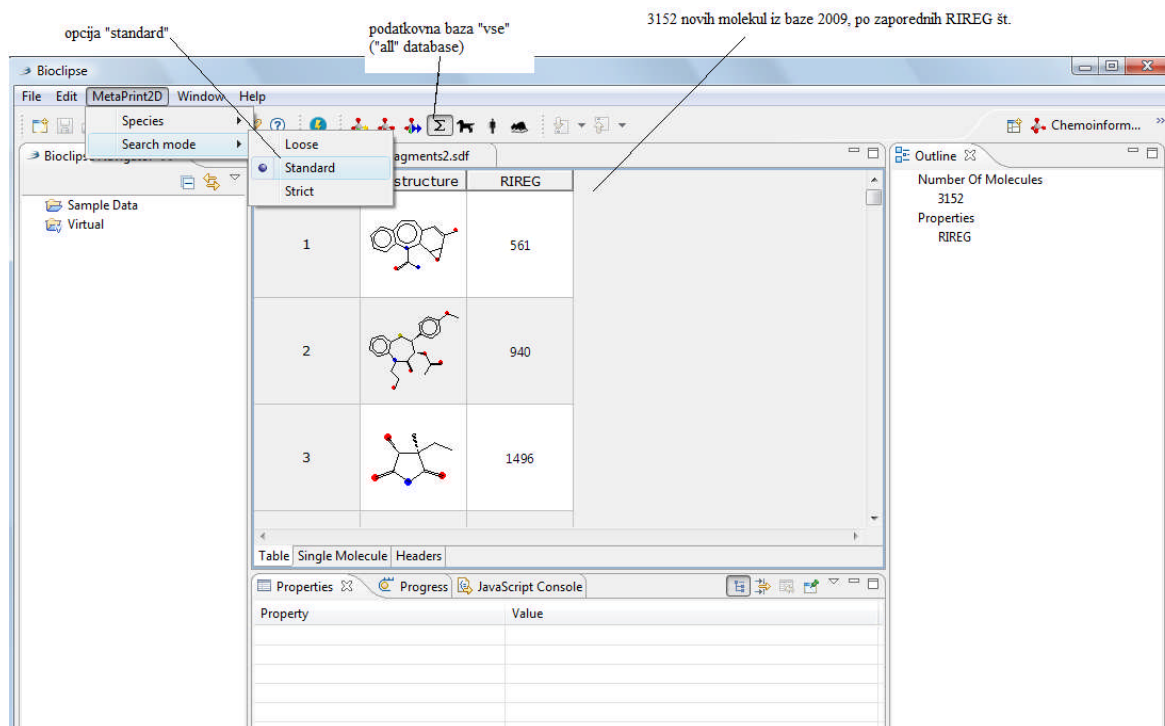 3152 novih molekul iz baze 2009, po zaporednih RIREG št.
opcija "standard"
podatkovna baza "vse"
("all" database)
Bioclipse
File Edit MetaPrint2D Window Help
Species
Search mode
Loose
Standard
Strict
Chemoinform...
Bioclips
agments2.sdf
Outline
structure RIREG
Sample Data
Virtual
1 561
2 940
3 1496
Number Of Molecules
3152
Properties
RIREG
Table Single Molecule Headers
Properties Progress JavaScript Console
Property Value